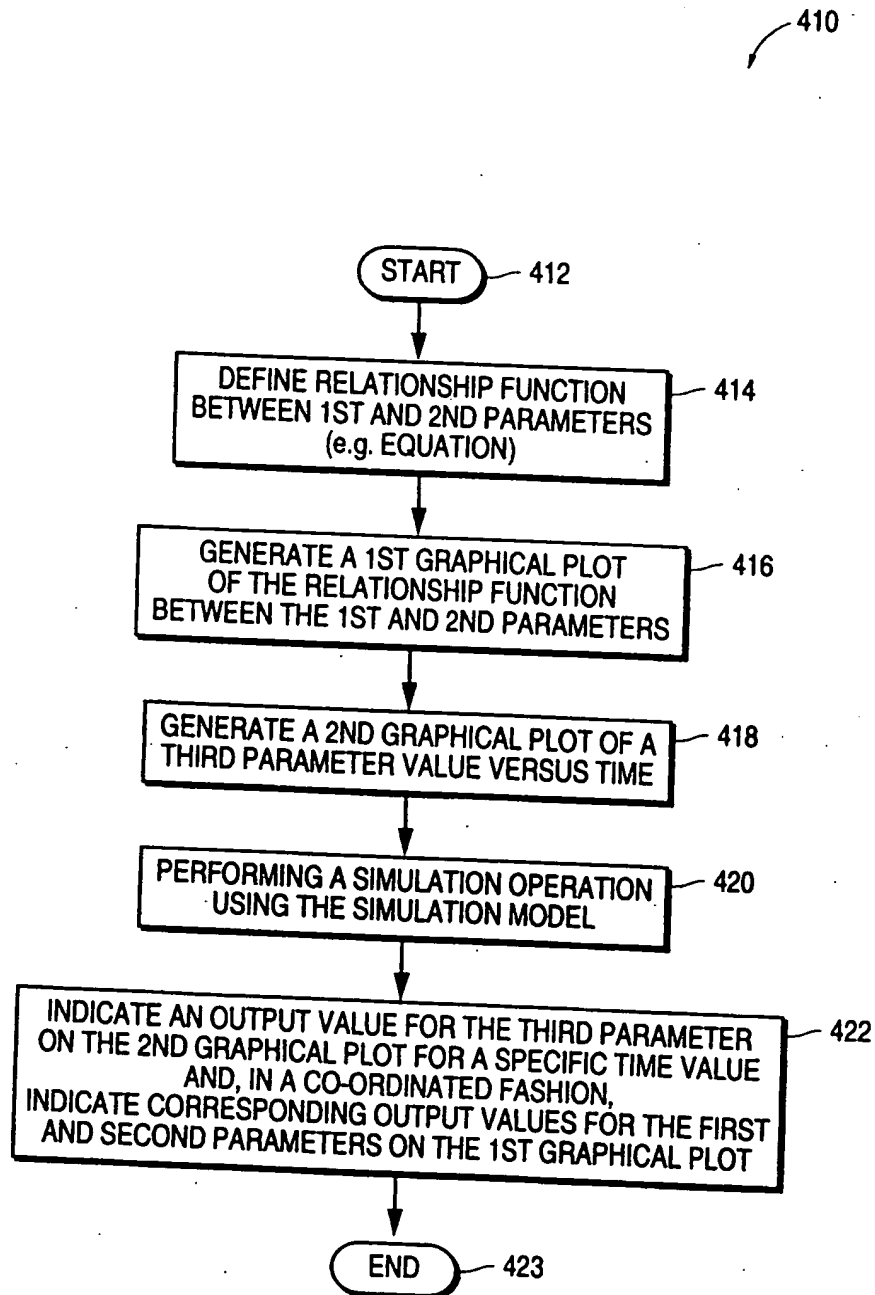 410
START
412
DEFINE RELATIONSHIP FUNCTION
BETWEEN 1ST AND 2ND PARAMETERS
(e.g. EQUATION)
414
GENERATE A 1ST GRAPHICAL PLOT
OF THE RELATIONSHIP FUNCTION
BETWEEN THE 1ST AND 2ND PARAMETERS
416
GENERATE A 2ND GRAPHICAL PLOT OF A
THIRD PARAMETER VALUE VERSUS TIME
418
PERFORMING A SIMULATION OPERATION
USING THE SIMULATION MODEL
420
INDICATE AN OUTPUT VALUE FOR THE THIRD PARAMETER
ON THE 2ND GRAPHICAL PLOT FOR A SPECIFIC TIME VALUE
AND, IN A CO-ORDINATED FASHION,
INDICATE CORRESPONDING OUTPUT VALUES FOR THE FIRST
AND SECOND PARAMETERS ON THE 1ST GRAPHICAL PLOT
422
END
423